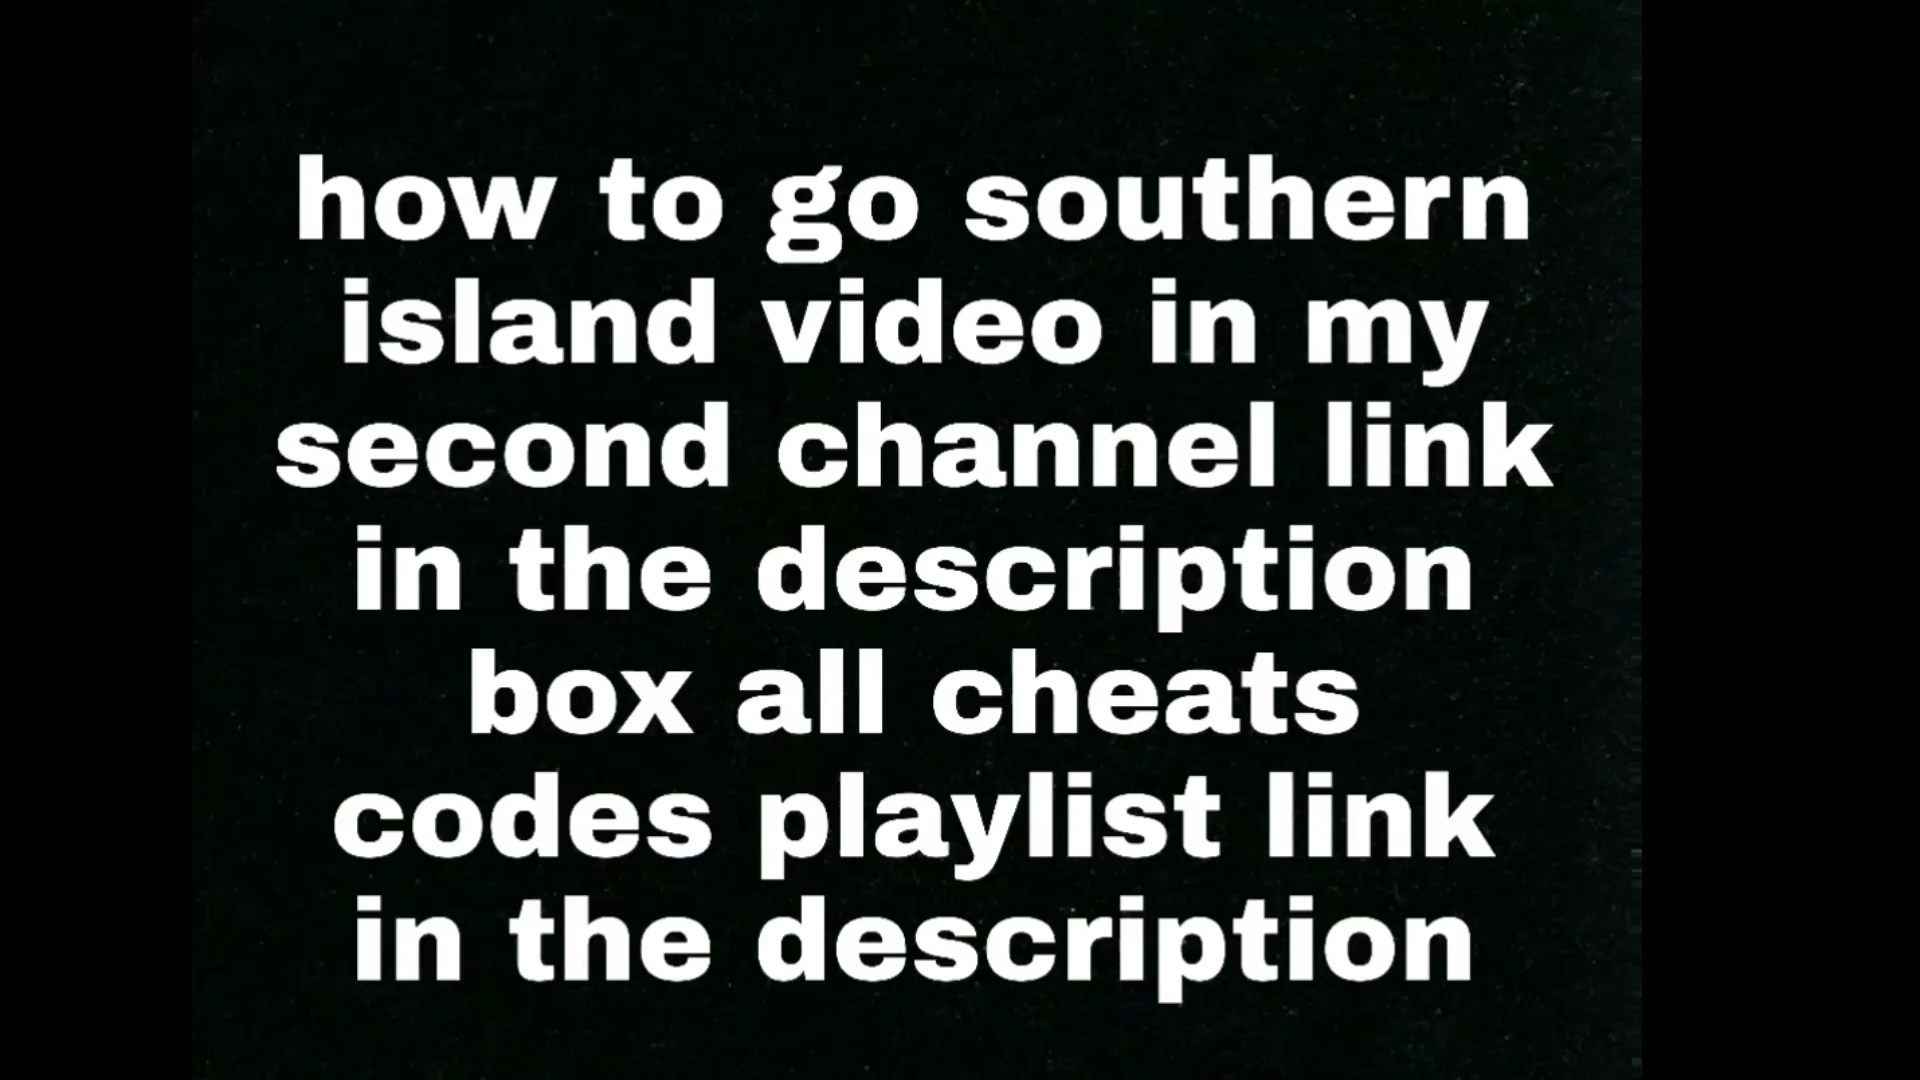 how to go southern
island video in my
second channel link
in the description
box all cheats
codes playlist link
in the description